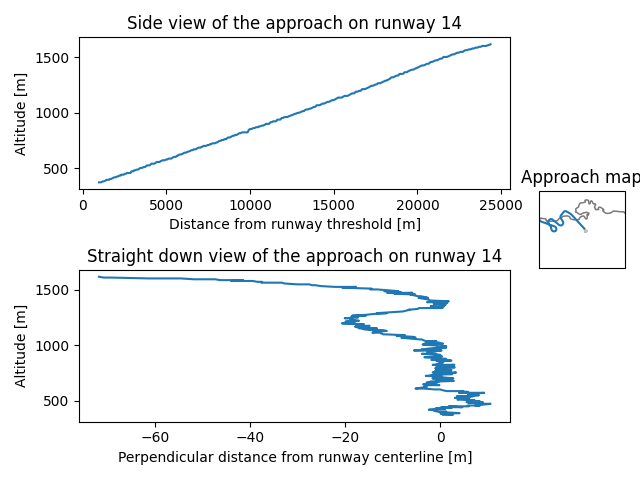 Side view of the approach on runway 14
1500
1000
500
Altitude [m]
0 5000 10000 15000 20000 25000
Distance from runway threshold [m]
Approach map
Straight down view of the approach on runway 14
1500
1000
500
Altitude [m]
−60 −40 −20 0
Perpendicular distance from runway centerline [m]